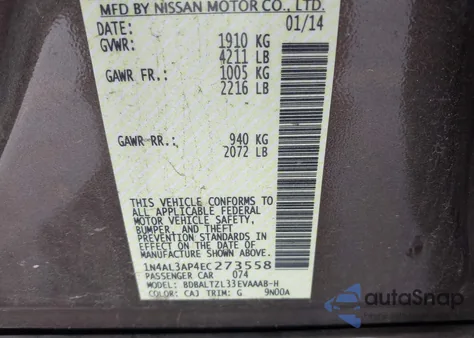 MFD BY NISSAN MOTOR CO., LTD.
DATE: 01/14
GVWR: 1910 KG
4211 LB
GAWR FR.: 1005 KG
2216 LB
GAWR RR.: 940 KG
2072 LB
THIS VEHICLE CONFORMS TO
ALL APPLICABLE FEDERAL
MOTOR VEHICLE SAFETY,
BUMPER, AND THEFT
PREVENTION STANDARDS
IN EFFECT ON THE DATE OF
MANUFACTURE SHOWN ABOVE.
1N4AL3AP4EC273558
PASSENGER CAR 074
MODEL: BDBALTZL33EVAAAB-H
COLOR: CAJ TRIM: G 9N00A
autoSnap